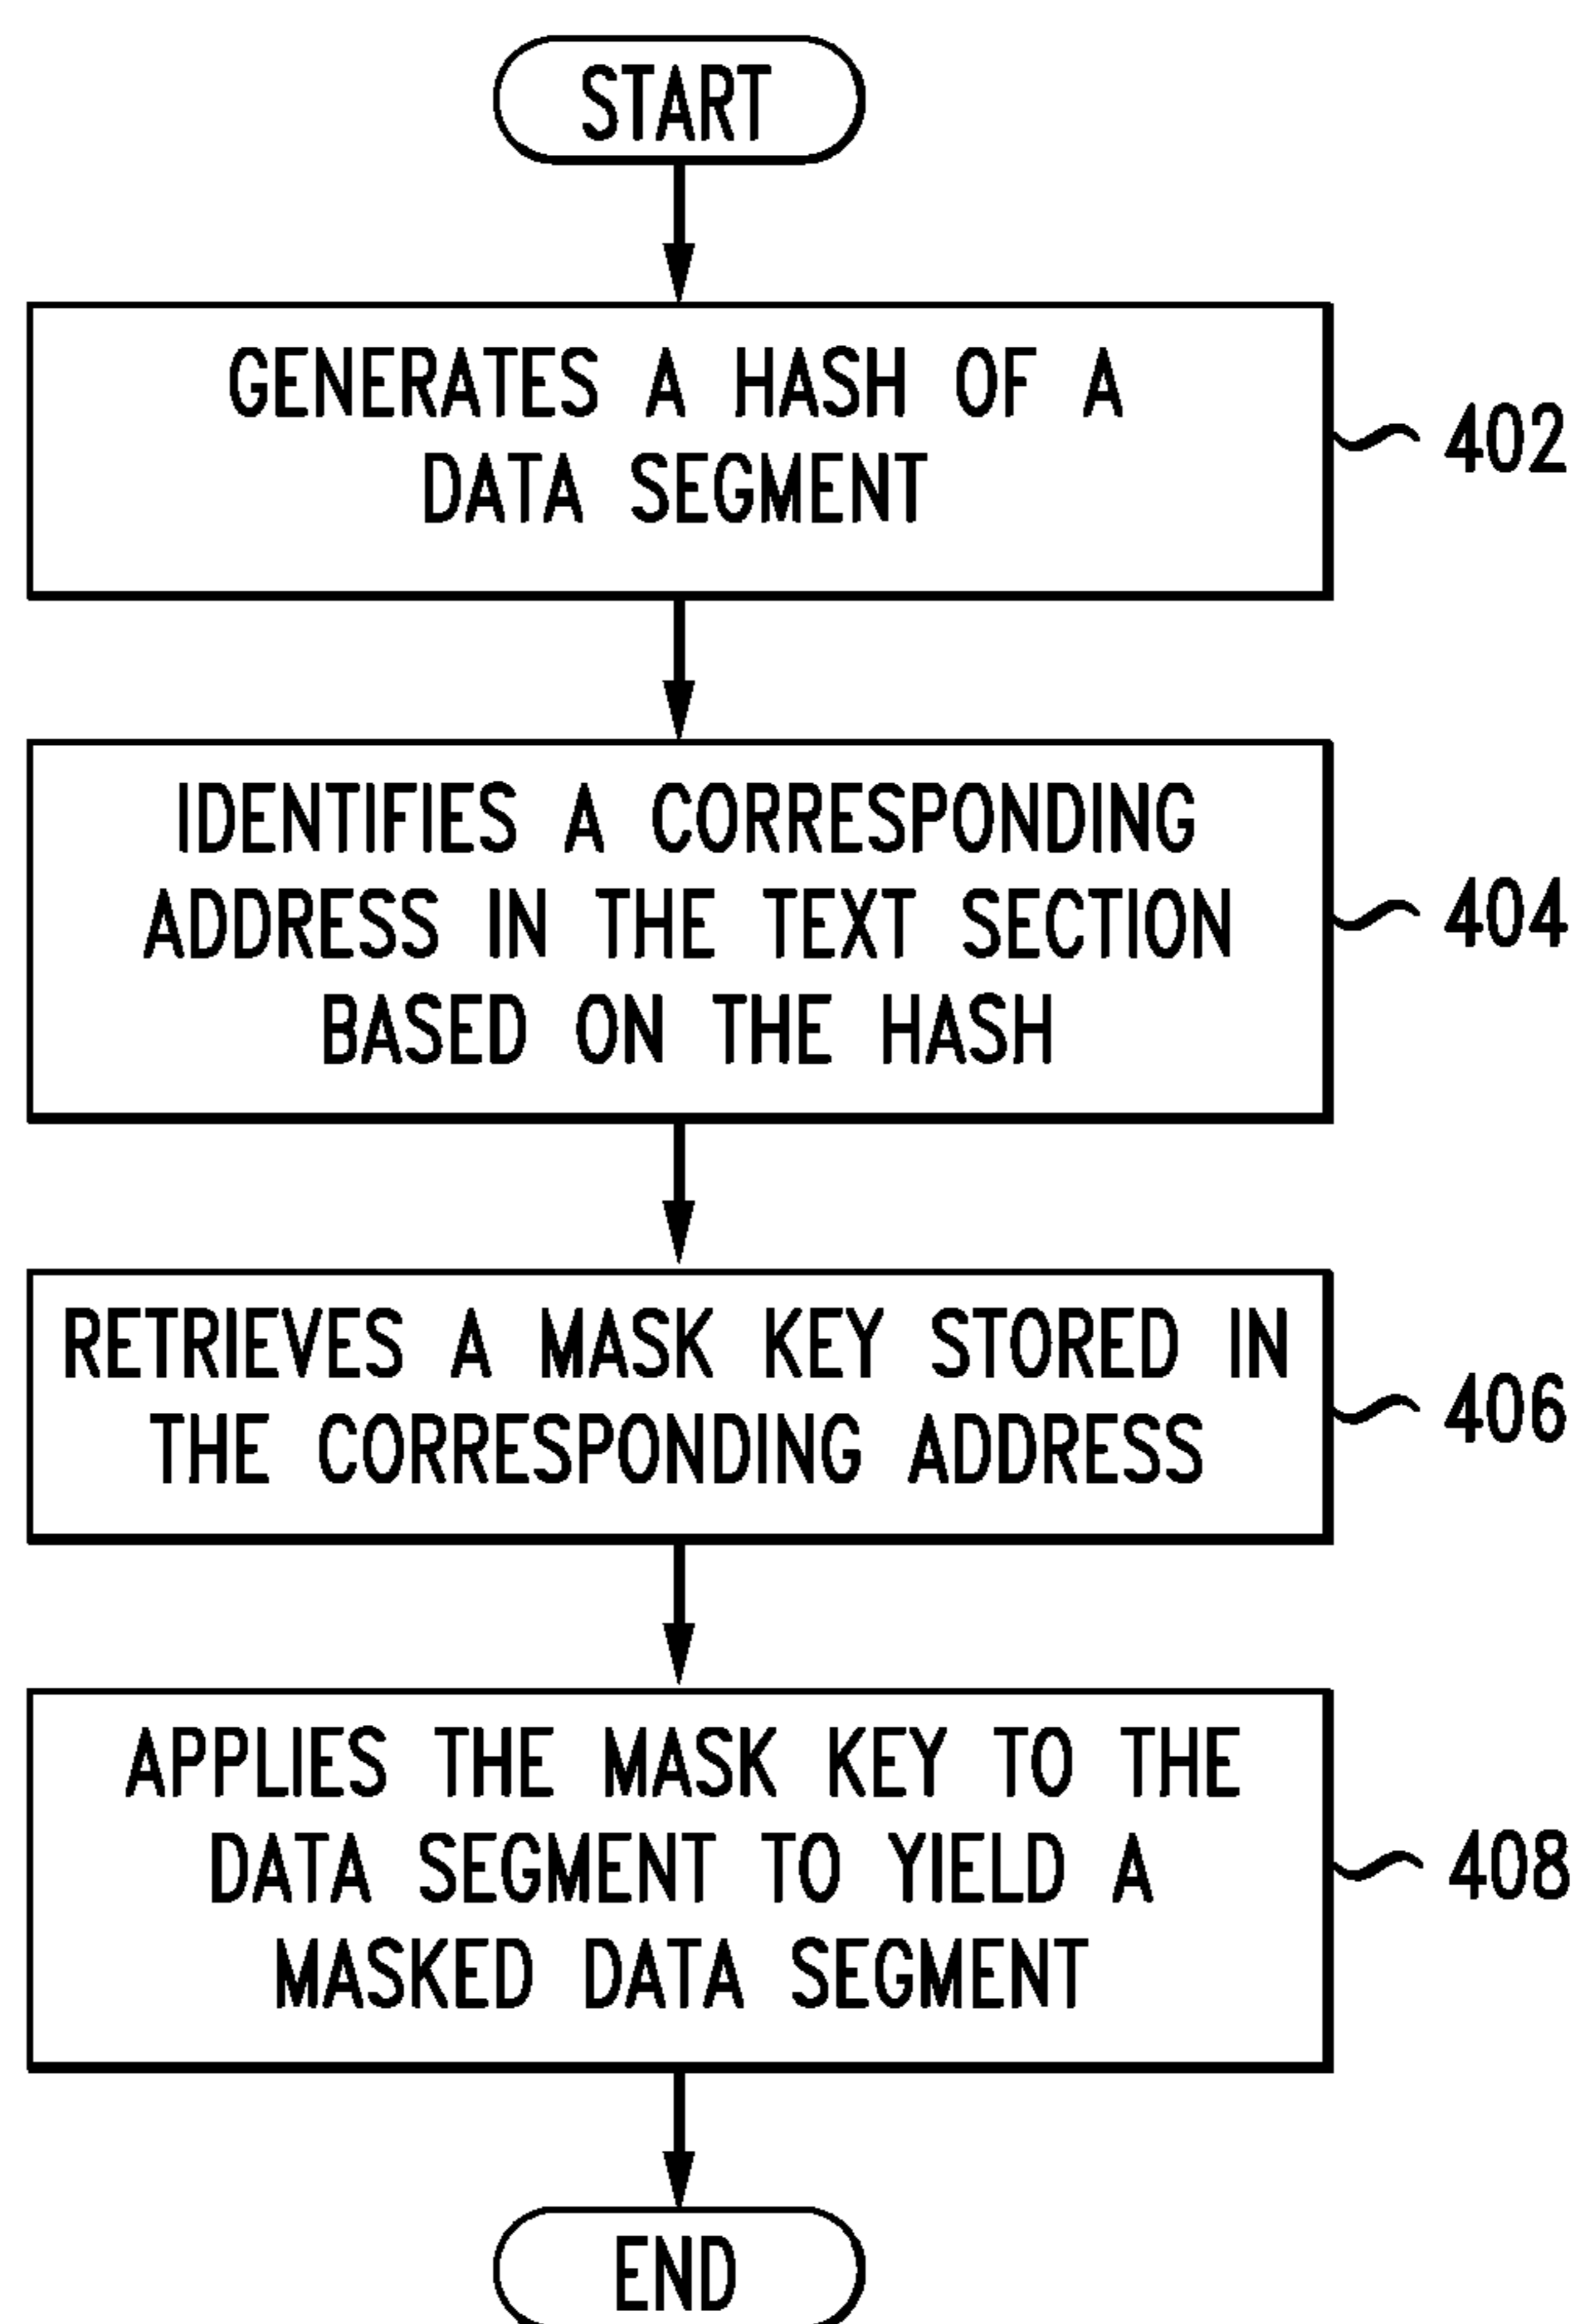 START
GENERATES A HASH OF A
DATA SEGMENT
402
IDENTIFIES A CORRESPONDING
ADDRESS IN THE TEXT SECTION
BASED ON THE HASH
404
RETRIEVES A MASK KEY STORED IN
THE CORRESPONDING ADDRESS
406
APPLIES THE MASK KEY TO THE
DATA SEGMENT TO YIELD A
MASKED DATA SEGMENT
408
END